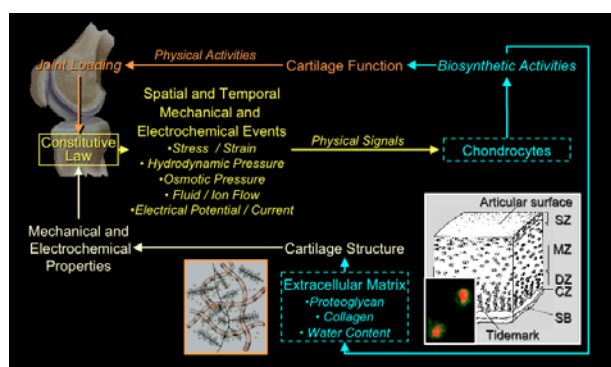 Physical Activities
Joint Loading
Cartilage Function
Biosynthetic Activities
Spatial and Temporal
Mechanical and
Electrochemical Events
•Stress / Strain
• Hydrodynamic Pressure
•Osmotic Pressure
• Fluid / Ion Flow
•Electrical Potential / Current
Constitutive
Law
Physical Signals
Chondrocytes
Mechanical and
Electrochemical
Properties
Cartilage Structure
Extracellular Matrix
•Proteoglycan
• Collagen
• Water Content
Articular surface
SZ
MZ
DZ
CZ
SB
Tidemark